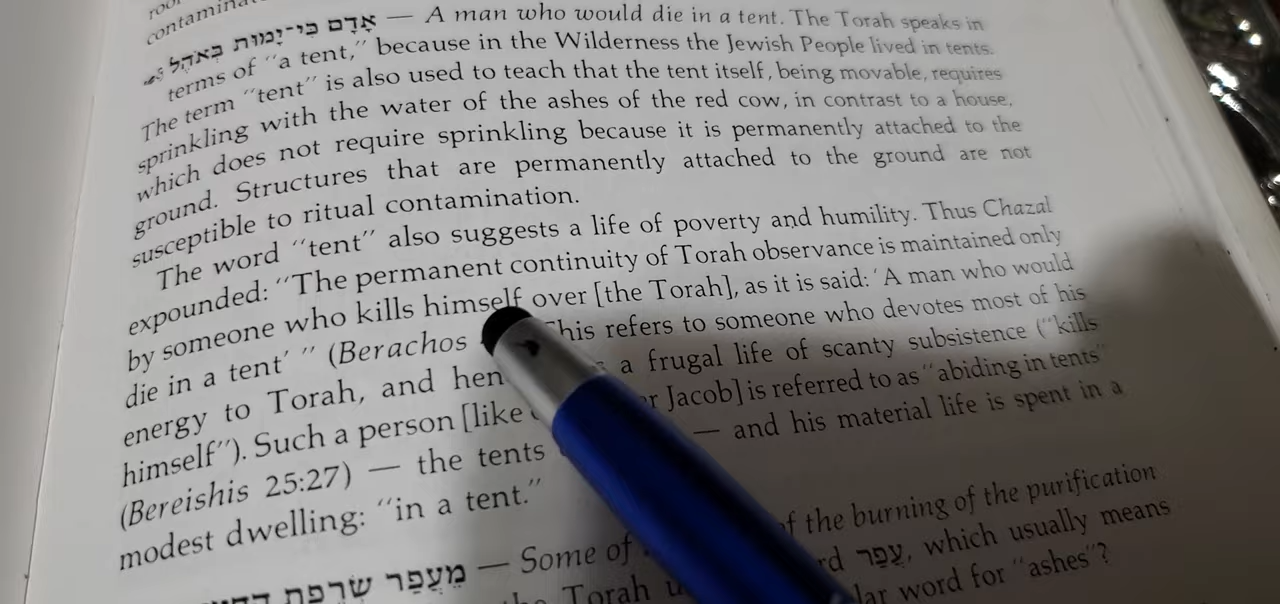 contamina
אָדָם כִּי־יָמוּת בְּאֹהֶל — A man who would die in a tent. The Torah speaks in
terms of "a tent," because in the Wilderness the Jewish People lived in tents.
The term "tent" is also used to teach that the tent itself, being movable, requires
sprinkling with the water of the ashes of the red cow, in contrast to a house,
which does not require sprinkling because it is permanently attached to the
ground. Structures that are permanently attached to the ground are not
susceptible to ritual contamination.
The word "tent" also suggests a life of poverty and humility. Thus Chazal
expounded: "The permanent continuity of Torah observance is maintained only
by someone who kills himself over [the Torah], as it is said: 'A man who would
die in a tent' " (Berachos This refers to someone who devotes most of his
energy to Torah, and hen a frugal life of scanty subsistence ("kills
himself"). Such a person [like Jacob] is referred to as "abiding in tents"
(Bereishis 25:27) — the tents — and his material life is spent in a
modest dwelling: "in a tent."
מֵעֲפַר שְׂרֵפַת — Some of of the burning of the purification
the Torah rd עֲפַר, which usually means
lar word for "ashes"?